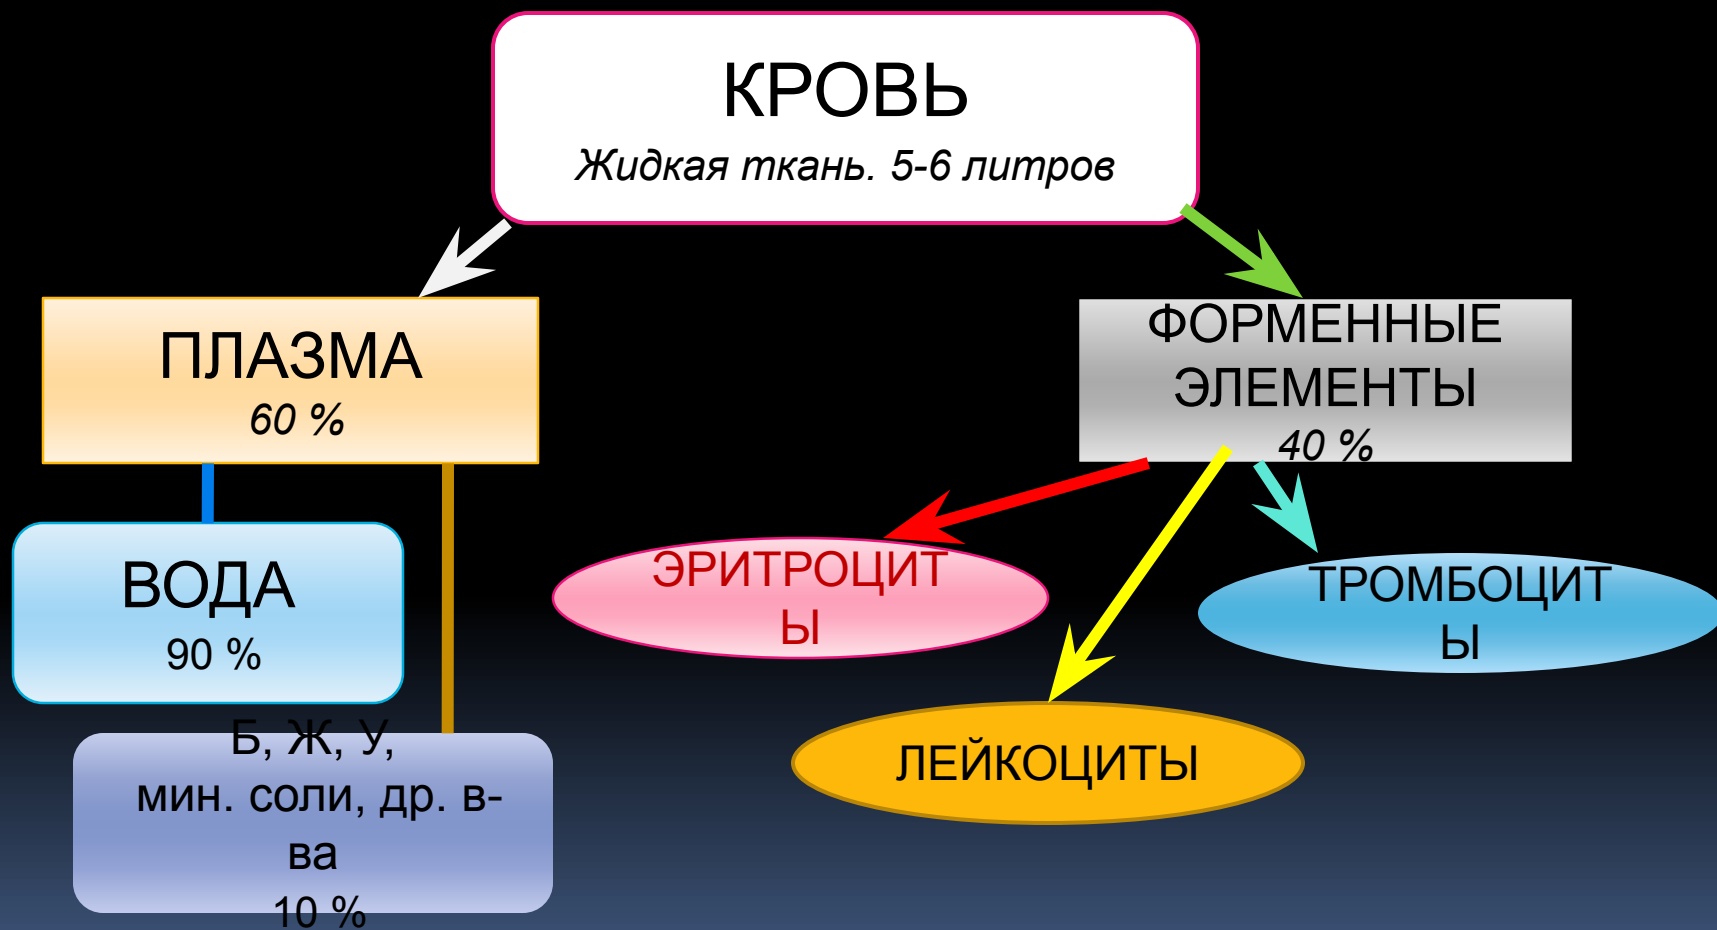 КРОВЬ
Жидкая ткань. 5-6 литров
ПЛАЗМА
60 %
ФОРМЕННЫЕ
ЭЛЕМЕНТЫ
40 %
ВОДА
90 %
ЭРИТРОЦИТ
Ы
ТРОМБОЦИТ
Ы
ЛЕЙКОЦИТЫ
Б, Ж, У,
мин. соли, др. в-
ва
10 %